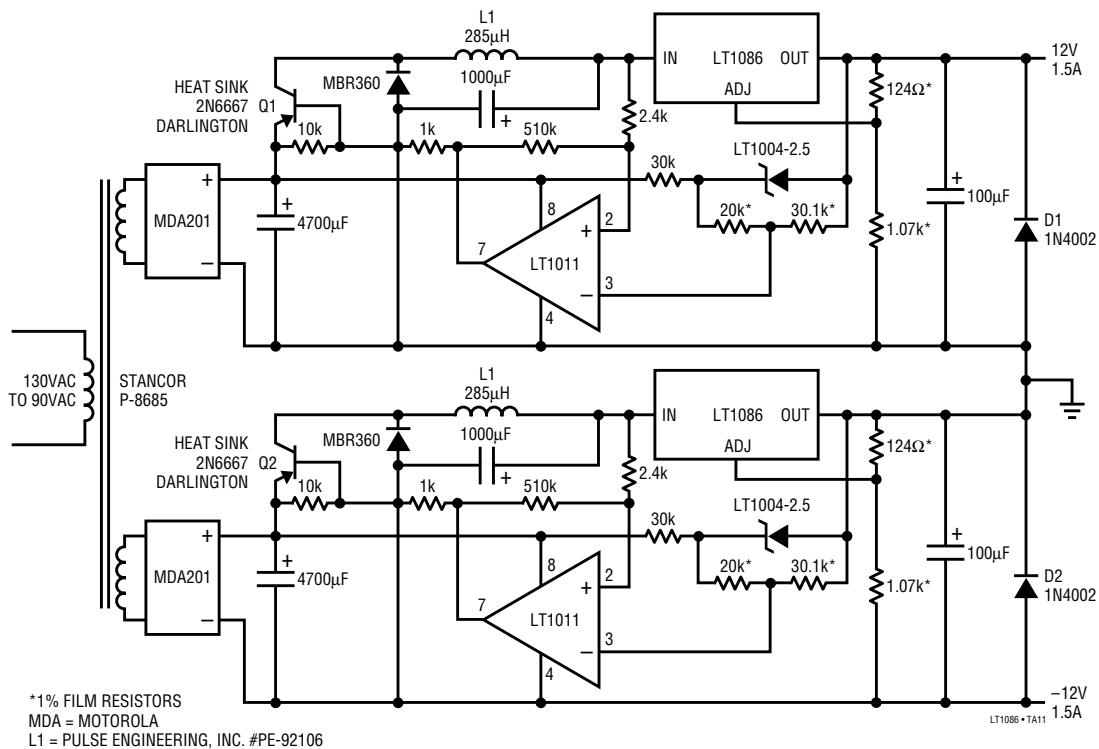 L1
285µH
MBR360
1000µF
+
HEAT SINK
2N6667
DARLINGTON
Q1
10k
1k
510k
2.4k
IN
LT1086
OUT
ADJ
12V
1.5A
124Ω*
LT1004-2.5
30k
20k*
30.1k*
1.07k*
+
100µF
D1
1N4002
MDA201
+
–
+
4700µF
8
7
+
2
LT1011
–
3
4
130VAC
TO 90VAC
STANCOR
P-8685
L1
285µH
MBR360
1000µF
+
HEAT SINK
2N6667
DARLINGTON
Q2
10k
1k
510k
2.4k
IN
LT1086
OUT
ADJ
124Ω*
LT1004-2.5
30k
20k*
30.1k*
1.07k*
+
100µF
D2
1N4002
MDA201
+
–
+
4700µF
8
7
+
2
LT1011
–
3
4
–12V
1.5A
*1% FILM RESISTORS
MDA = MOTOROLA
L1 = PULSE ENGINEERING, INC. #PE-92106
LT1086 • TA11